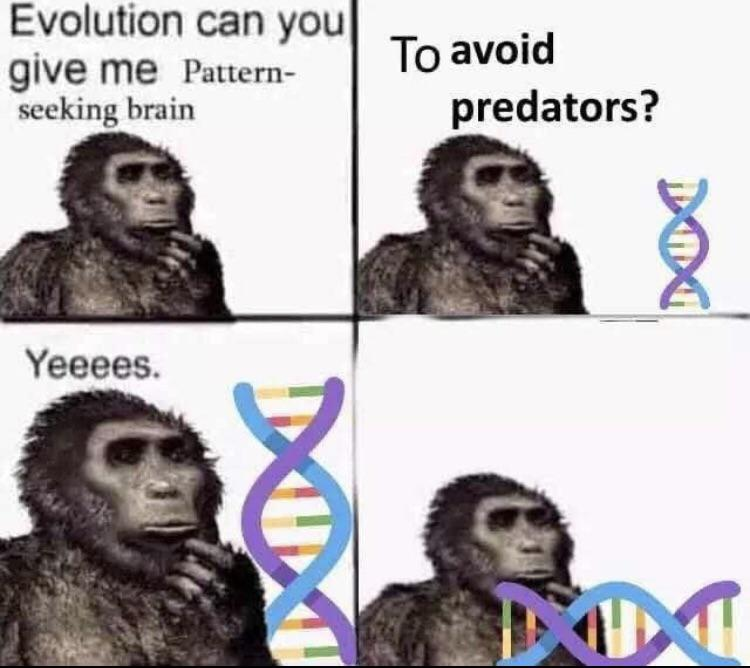 Evolution can you
give me Pattern-
seeking brain
To avoid
predators?
Yeeees.